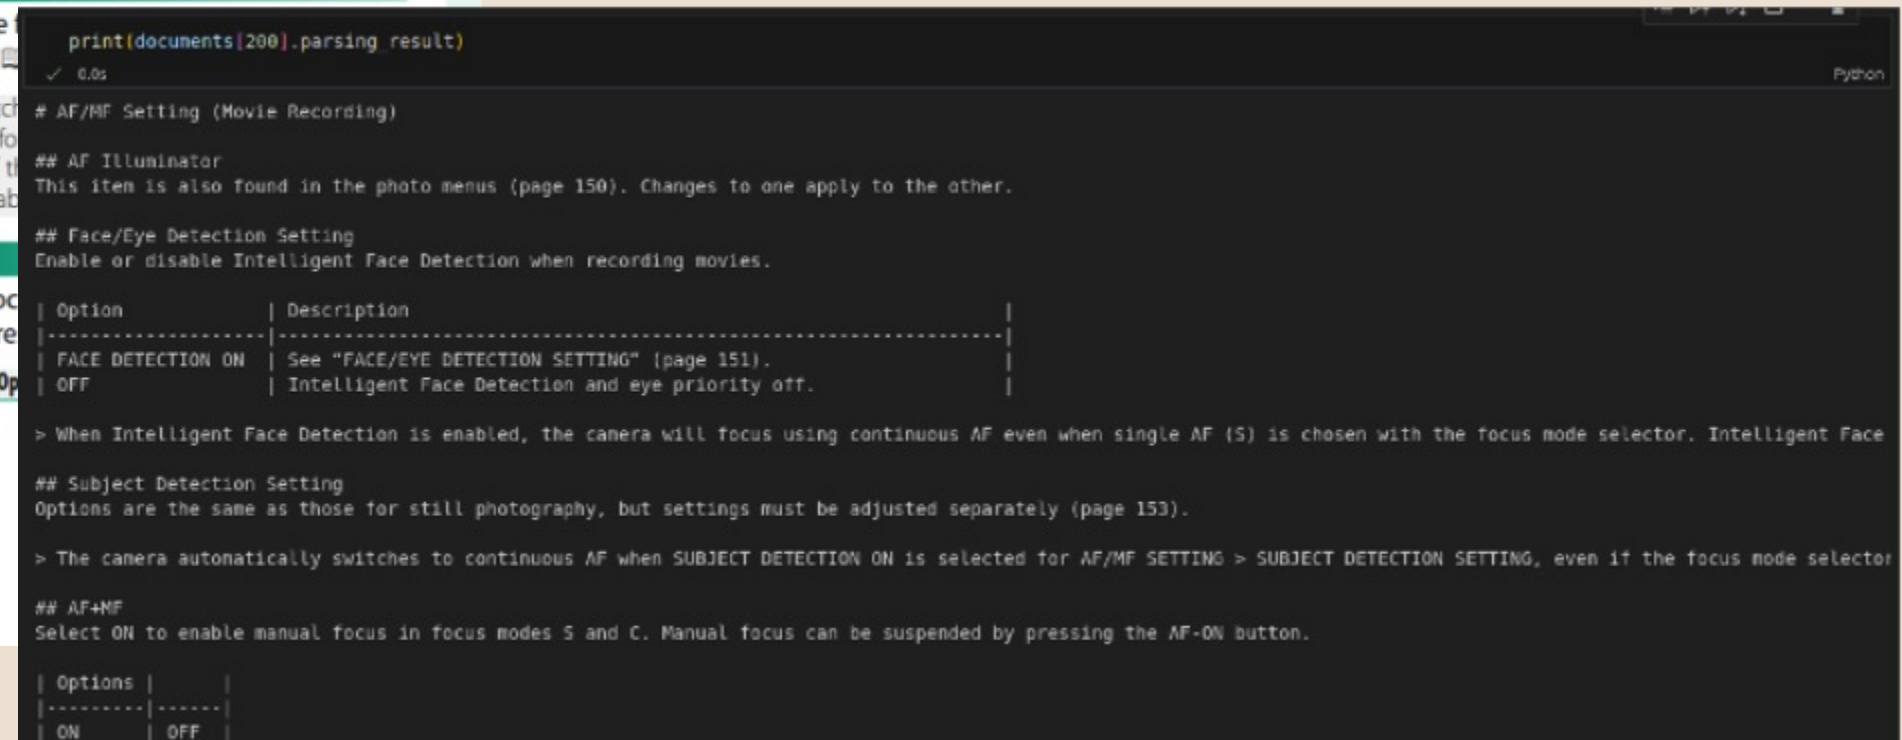 print(documents[200].parsing_result)
0.0s
Python
# AF/MF Setting (Movie Recording)
## AF Illuminator
This item is also found in the photo menus (page 150). Changes to one apply to the other.
## Face/Eye Detection Setting
Enable or disable Intelligent Face Detection when recording movies.
| Option | Description |
|--------------------|-----------------------------------------------------------------------------|
| FACE DETECTION ON | See "FACE/EYE DETECTION SETTING" (page 151). |
| OFF | Intelligent Face Detection and eye priority off. |
> When Intelligent Face Detection is enabled, the camera will focus using continuous AF even when single AF (S) is chosen with the focus mode selector. Intelligent Face
## Subject Detection Setting
Options are the same as those for still photography, but settings must be adjusted separately (page 153).
> The camera automatically switches to continuous AF when SUBJECT DETECTION ON is selected for AF/MF SETTING > SUBJECT DETECTION SETTING, even if the focus mode selector
## AF+MF
Select ON to enable manual focus in focus modes S and C. Manual focus can be suspended by pressing the AF-ON button.
| Options | |
|---------|------|
| ON | OFF |